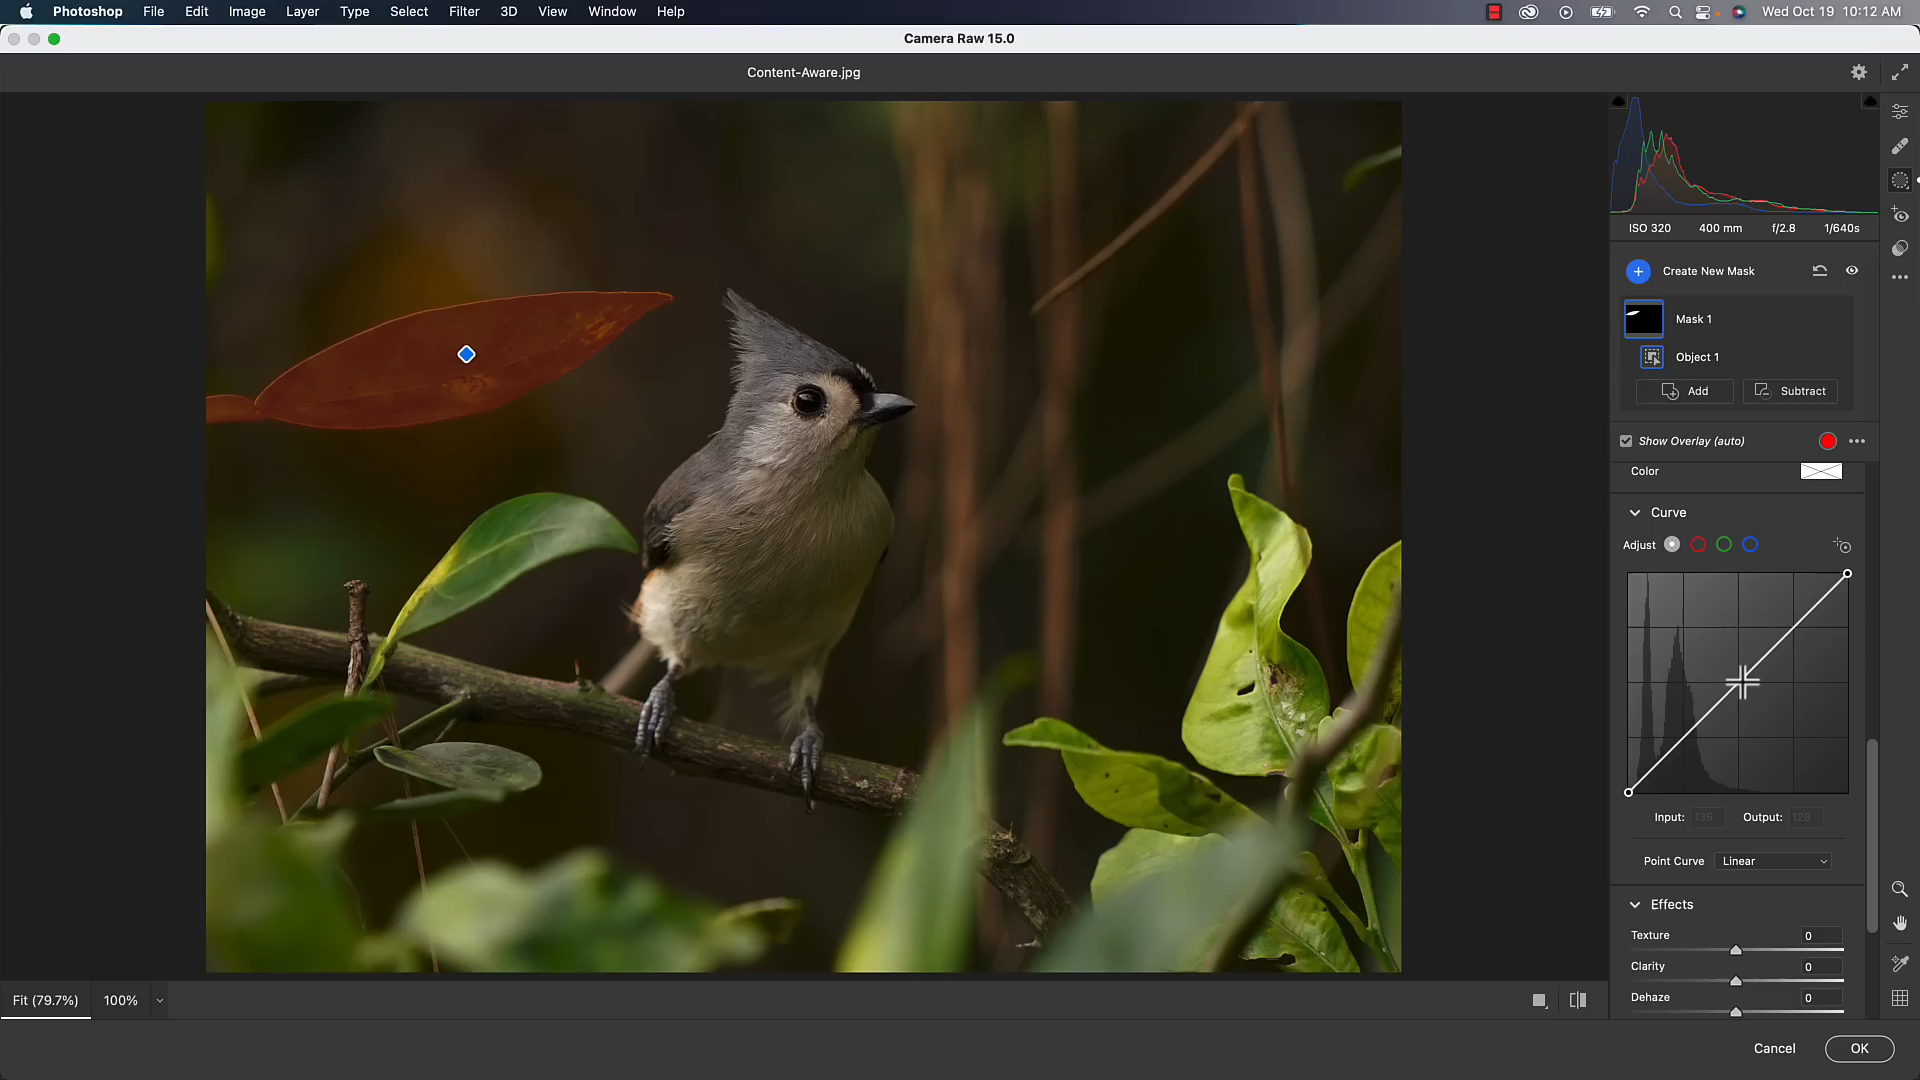 Photoshop File Edit Image Layer Type Select Filter 3D View Window Help Wed Oct 19 10:12 AM
Camera Raw 15.0
Content-Aware.jpg
ISO 320 400 mm f/2.8 1/640s
Create New Mask
Mask 1
Object 1
Add Subtract
Show Overlay (auto)
Color
Curve
Adjust
Input: 135 Output: 128
Point Curve Linear
Effects
Texture 0
Clarity 0
Dehaze 0
Fit (79.7%) 100%
Cancel OK